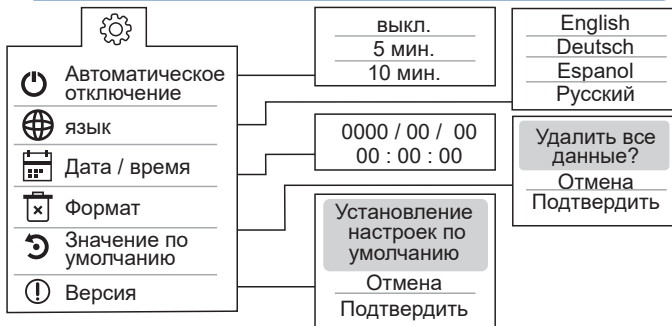 Автоматическое
отключение
язык
Дата / время
Формат
Значение по
умолчанию
Версия
выкл.
5 мин.
10 мин.
English
Deutsch
Espanol
Русский
0000 / 00 / 00
00 : 00 : 00
Удалить все
данные?
Отмена
Подтвердить
Установление
настроек по
умолчанию
Отмена
Подтвердить